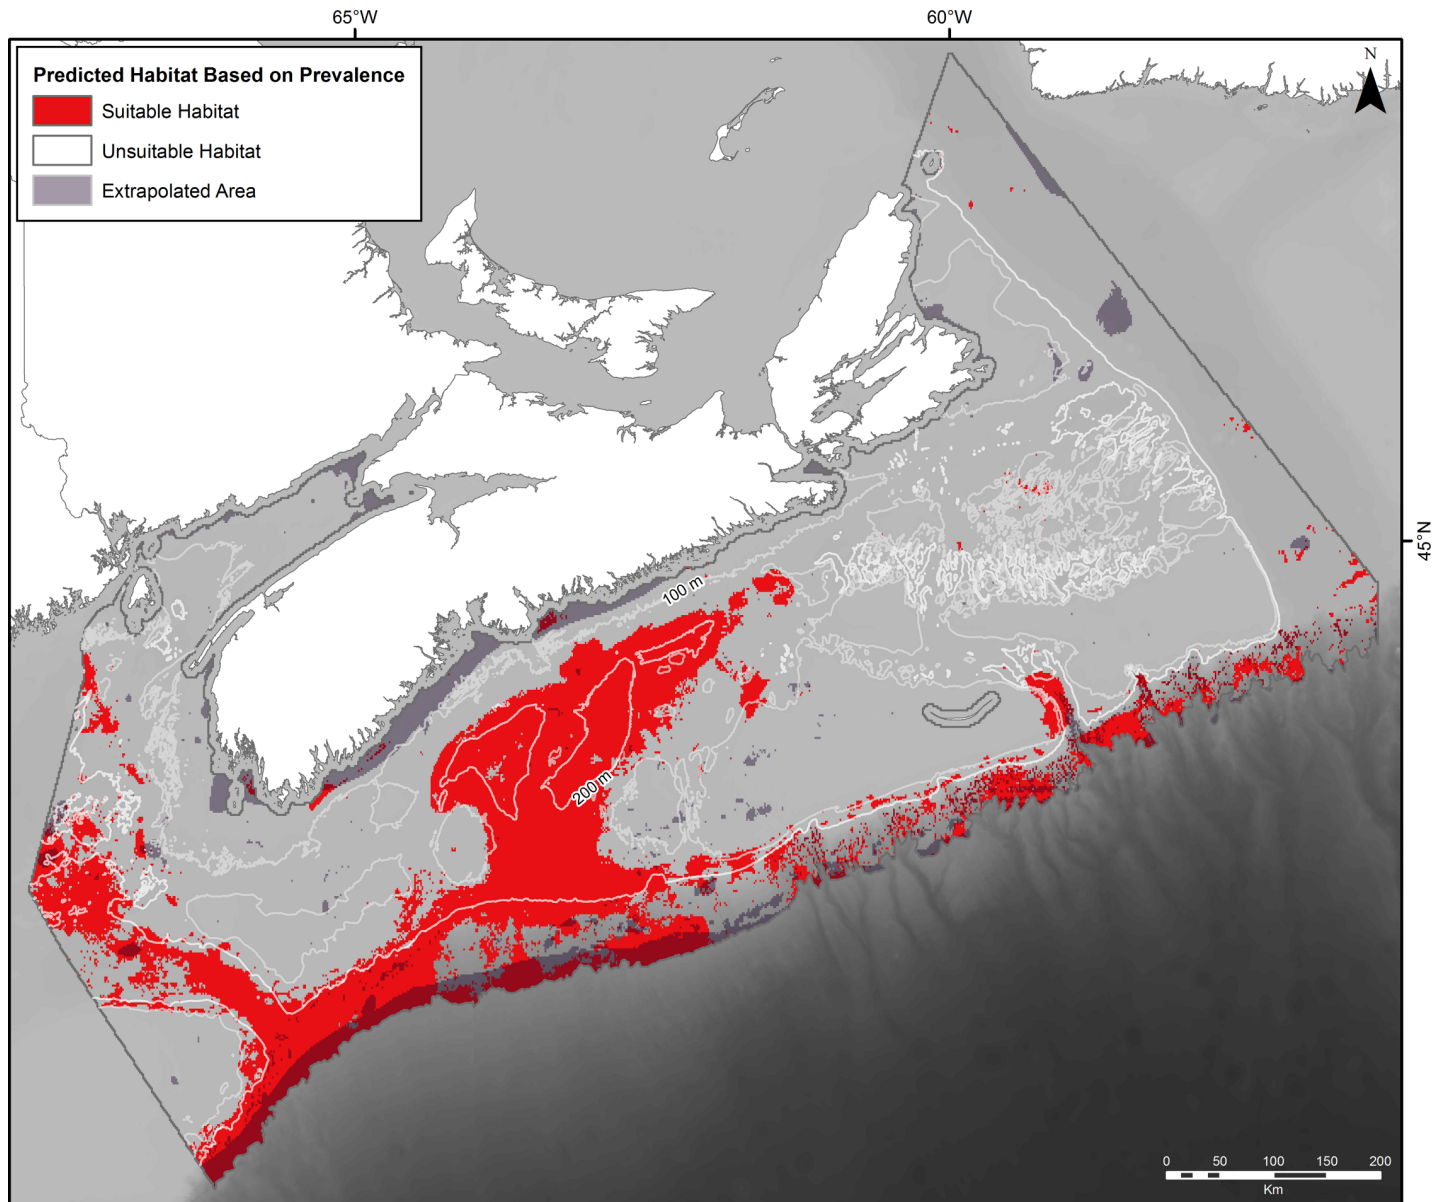 65°W
60°W
Predicted Habitat Based on Prevalence
Suitable Habitat
Unsuitable Habitat
Extrapolated Area
N
45°N
100 m
200 m
0 50 100 150 200
Km